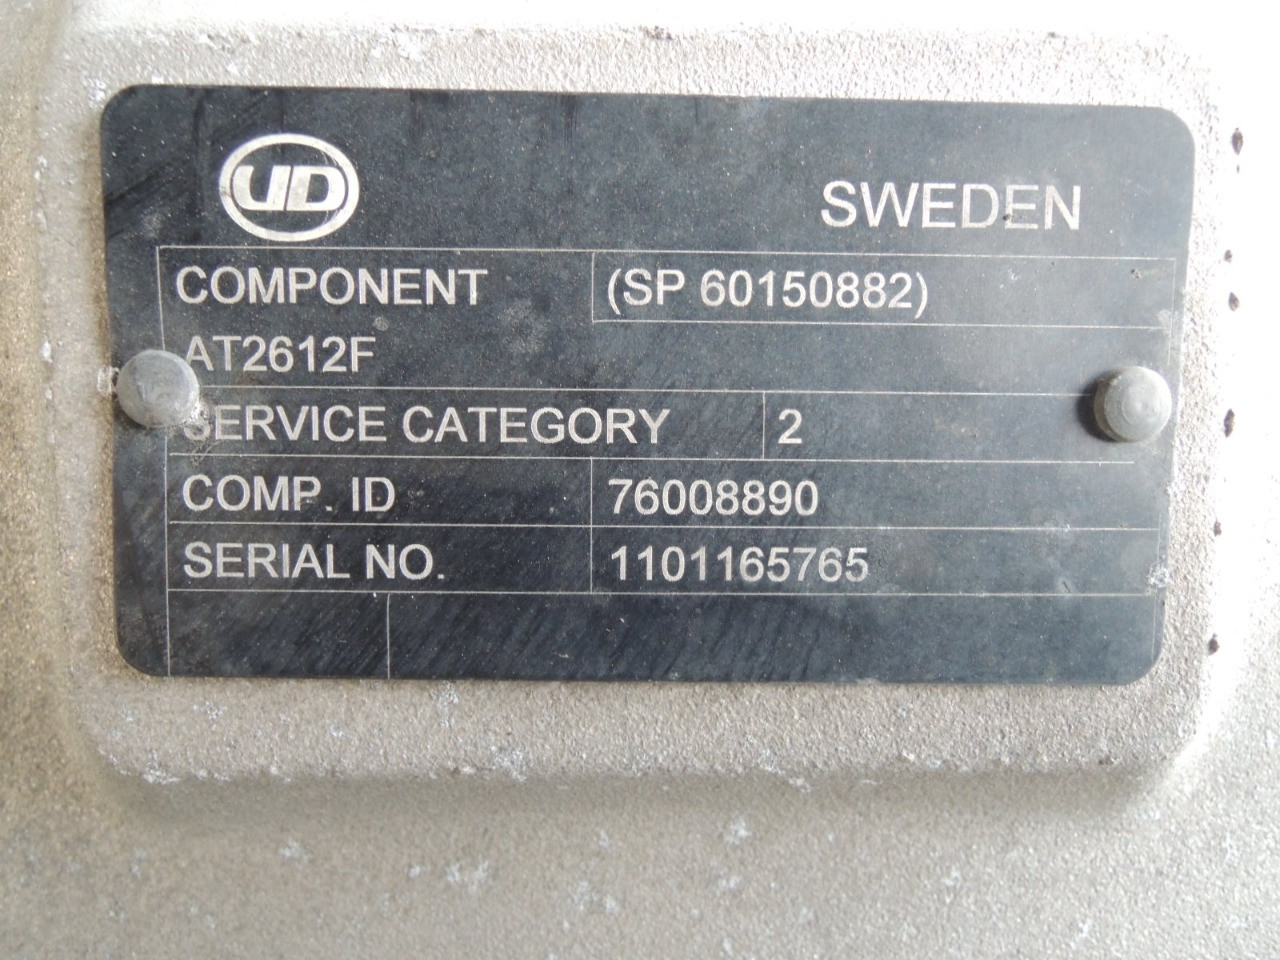 UD SWEDEN
COMPONENT (SP 60150882)
AT2612F
SERVICE CATEGORY 2
COMP. ID 76008890
SERIAL NO. 1101165765